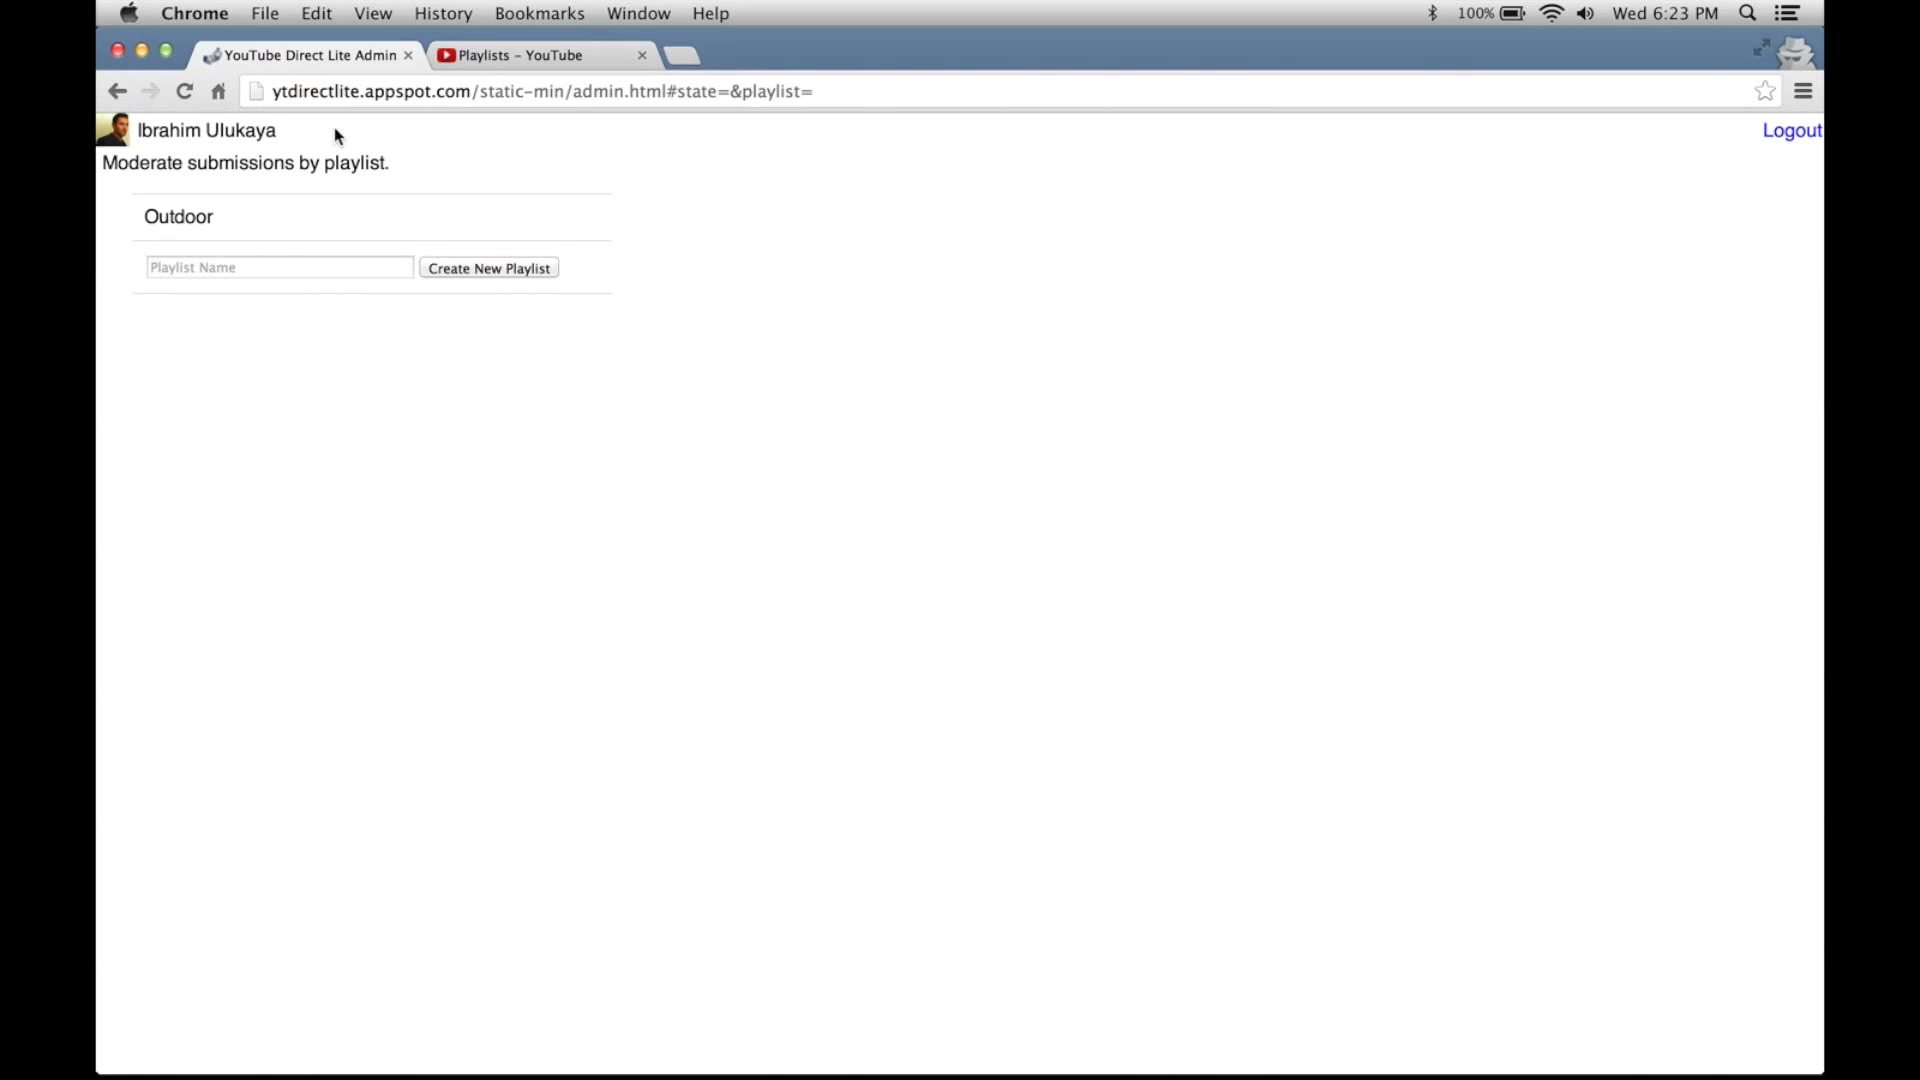 Chrome File Edit View History Bookmarks Window Help 100% Wed 6:23 PM
YouTube Direct Lite Admin Playlists - YouTube
ytdirectlite.appspot.com/static-min/admin.html#state=&playlist=
Ibrahim Ulukaya Logout
Moderate submissions by playlist.
Outdoor
Playlist Name Create New Playlist